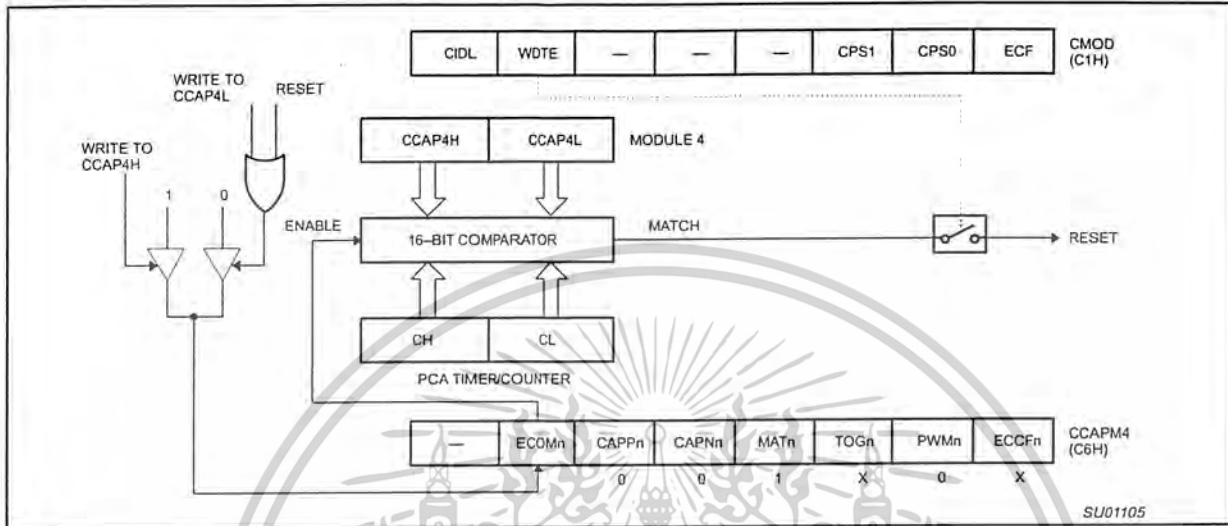 CIDL WDTE — — — CPS1 CPS0 ECF CMOD (C1H)
WRITE TO CCAP4L RESET
WRITE TO CCAP4H
CCAP4H CCAP4L MODULE 4
1 0
ENABLE 16–BIT COMPARATOR MATCH RESET
CH CL
PCA TIMER/COUNTER
— ECOMn CAPPn CAPNn MATn TOGn PWMn ECCFn CCAPM4 (C6H)
0 0 1 X 0 X
SU01105